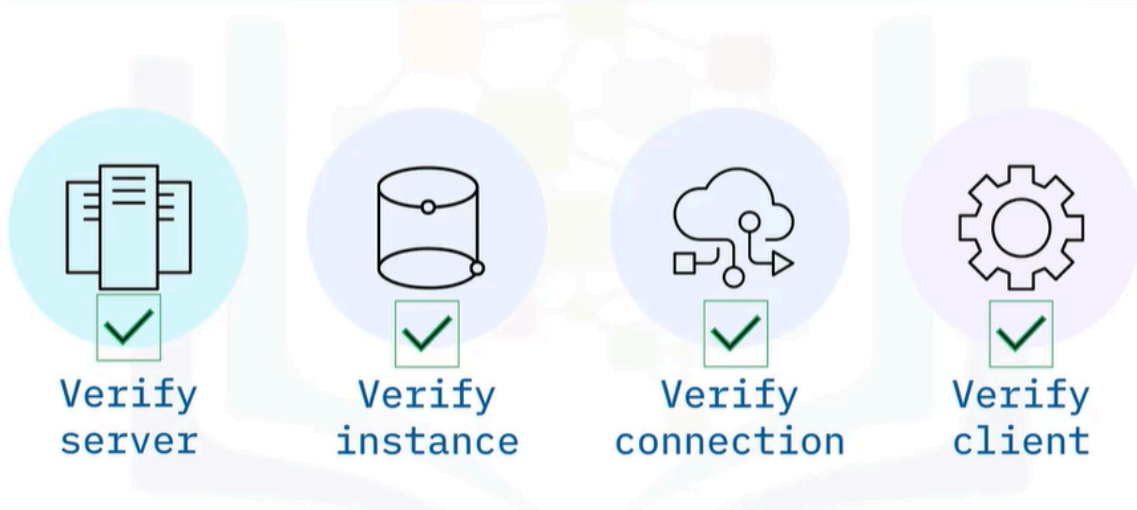 Verify
server
Verify
instance
Verify
connection
Verify
client